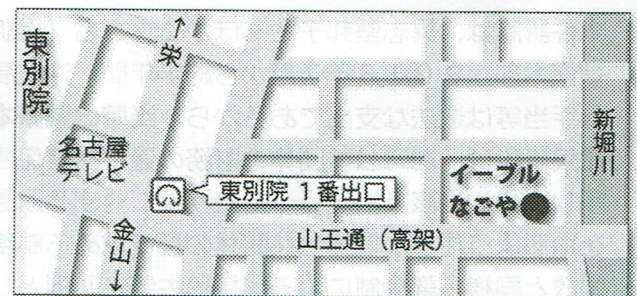 東別院
↑
栄
名古屋
テレビ
東別院 1番出口
金山
↓
イーブル
なごや
山王通（高架）
新堀川